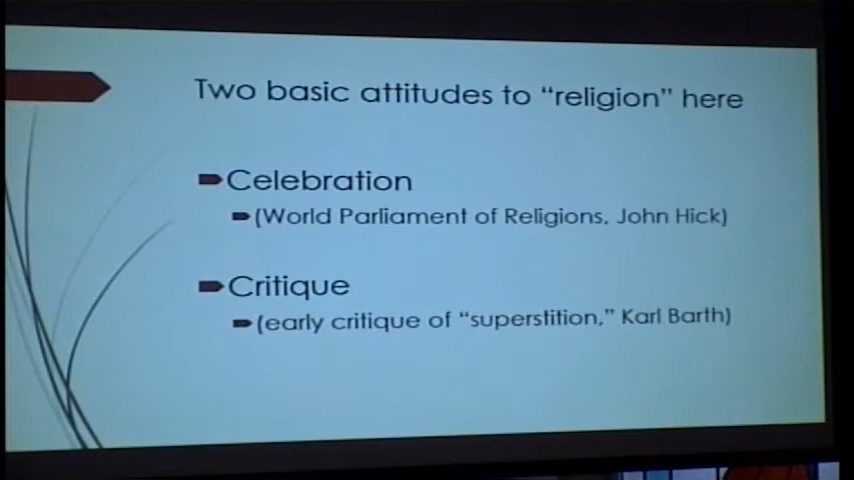 Two basic attitudes to “religion” here
Celebration
(World Parliament of Religions, John Hick)
Critique
(early critique of “superstition,” Karl Barth)